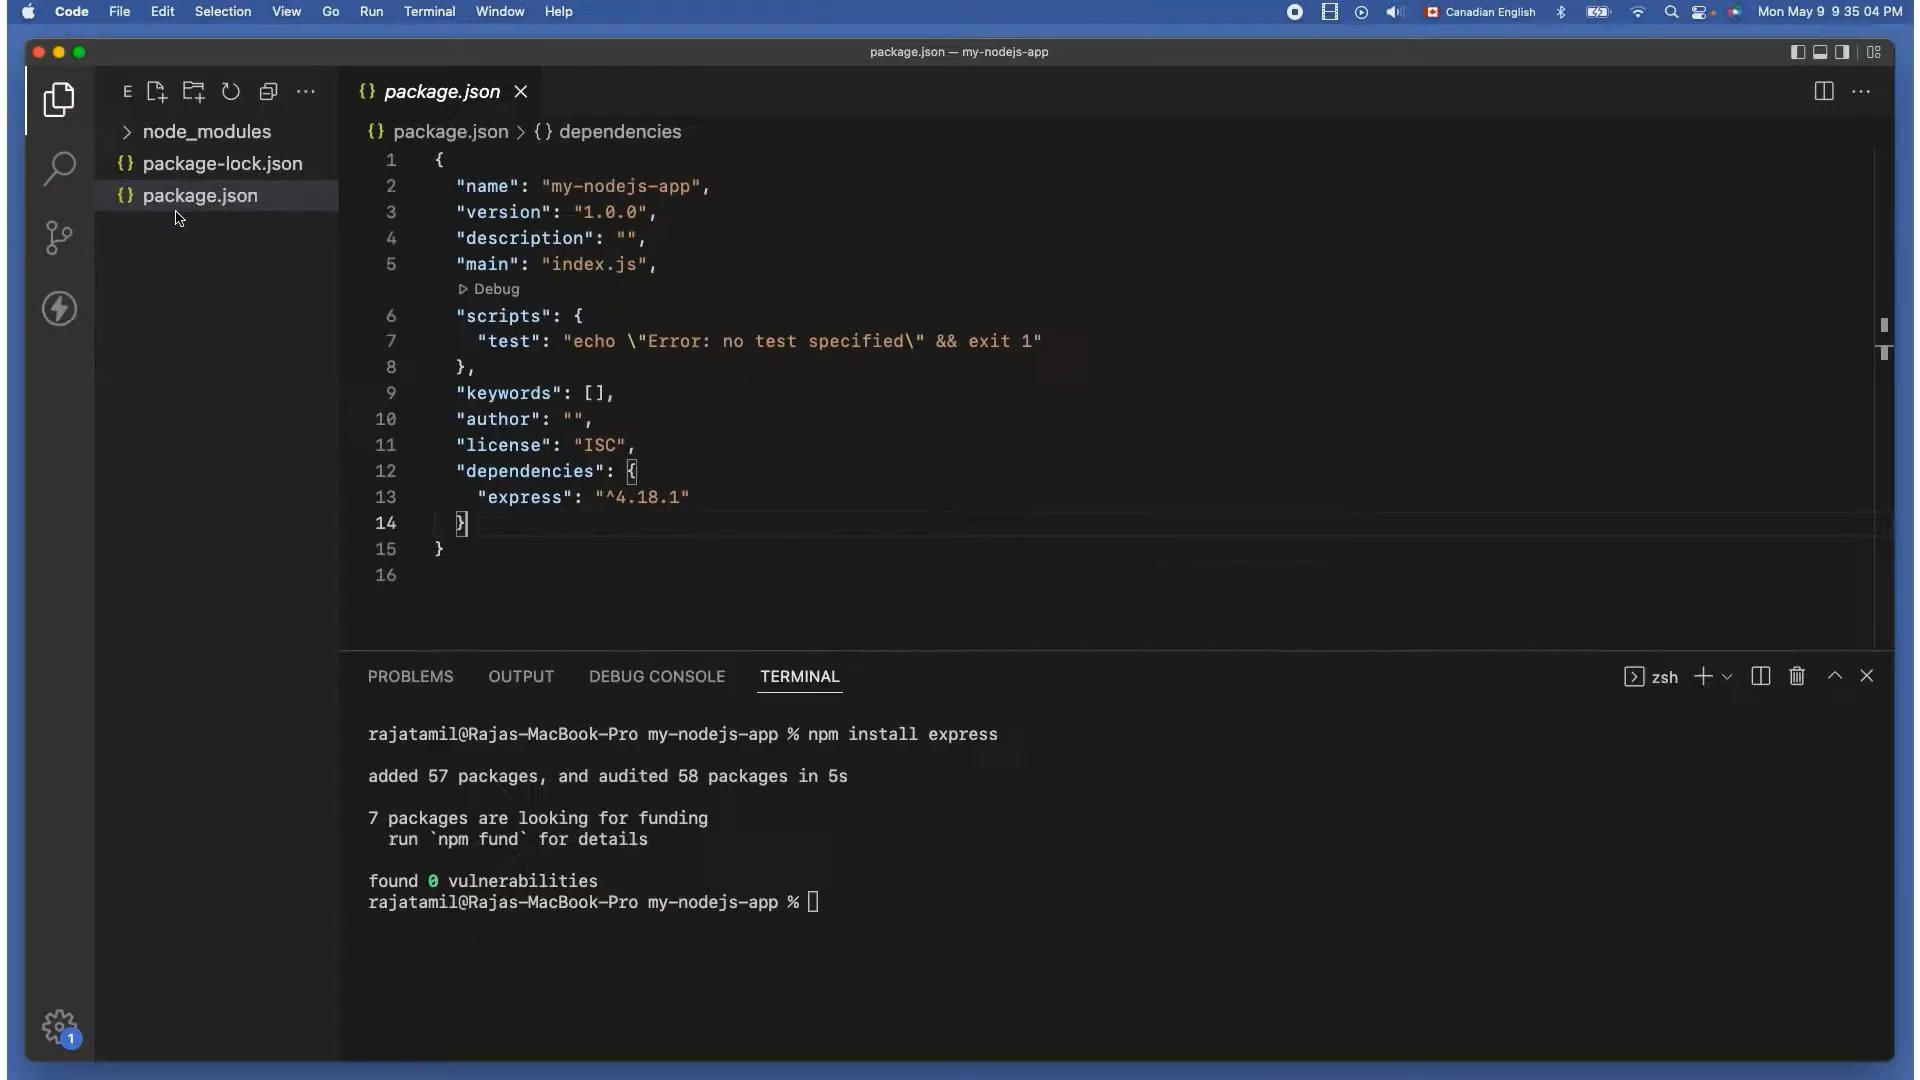 Code File Edit Selection View Go Run Terminal Window Help Canadian English Mon May 9 9 35 04 PM
package.json — my-nodejs-app
E
node_modules
package-lock.json
package.json
{} package.json
{} package.json > {} dependencies
1 {
2 "name": "my-nodejs-app",
3 "version": "1.0.0",
4 "description": "",
5 "main": "index.js",
Debug
6 "scripts": {
7 "test": "echo \"Error: no test specified\" && exit 1"
8 },
9 "keywords": [],
10 "author": "",
11 "license": "ISC",
12 "dependencies": {
13 "express": "^4.18.1"
14 }
15 }
16
PROBLEMS OUTPUT DEBUG CONSOLE TERMINAL zsh
rajatamil@Rajas-MacBook-Pro my-nodejs-app % npm install express
added 57 packages, and audited 58 packages in 5s
7 packages are looking for funding
run `npm fund` for details
found 0 vulnerabilities
rajatamil@Rajas-MacBook-Pro my-nodejs-app %
1